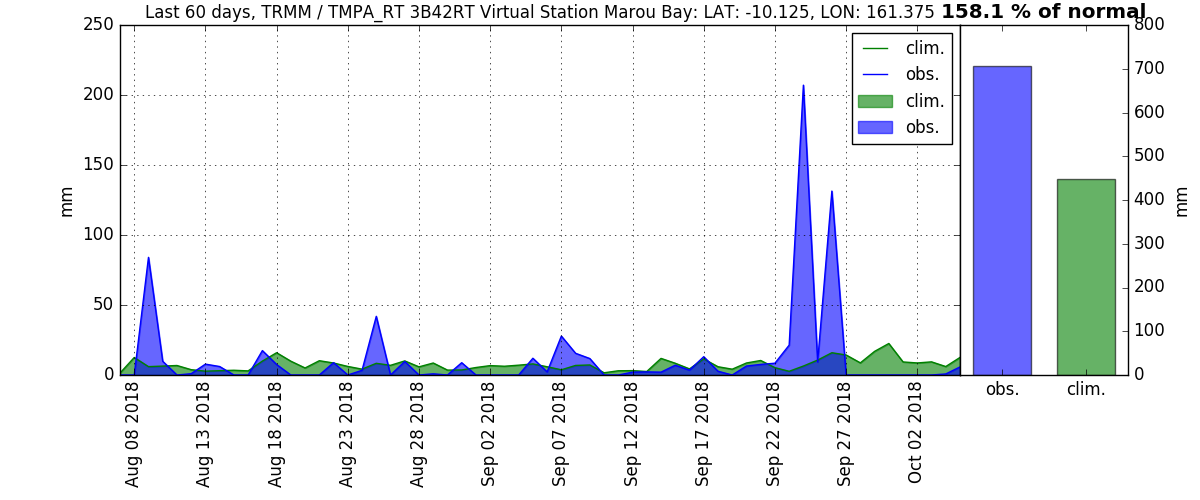 Last 60 days, TRMM / TMPA_RT 3B42RT Virtual Station Marou Bay: LAT: -10.125, LON: 161.375 158.1 % of normal
250
200
150
100
50
0
mm
clim.
obs.
clim.
obs.
800
700
600
500
400
300
200
100
0
mm
obs.
clim.
Aug 08 2018
Aug 13 2018
Aug 18 2018
Aug 23 2018
Aug 28 2018
Sep 02 2018
Sep 07 2018
Sep 12 2018
Sep 17 2018
Sep 22 2018
Sep 27 2018
Oct 02 2018